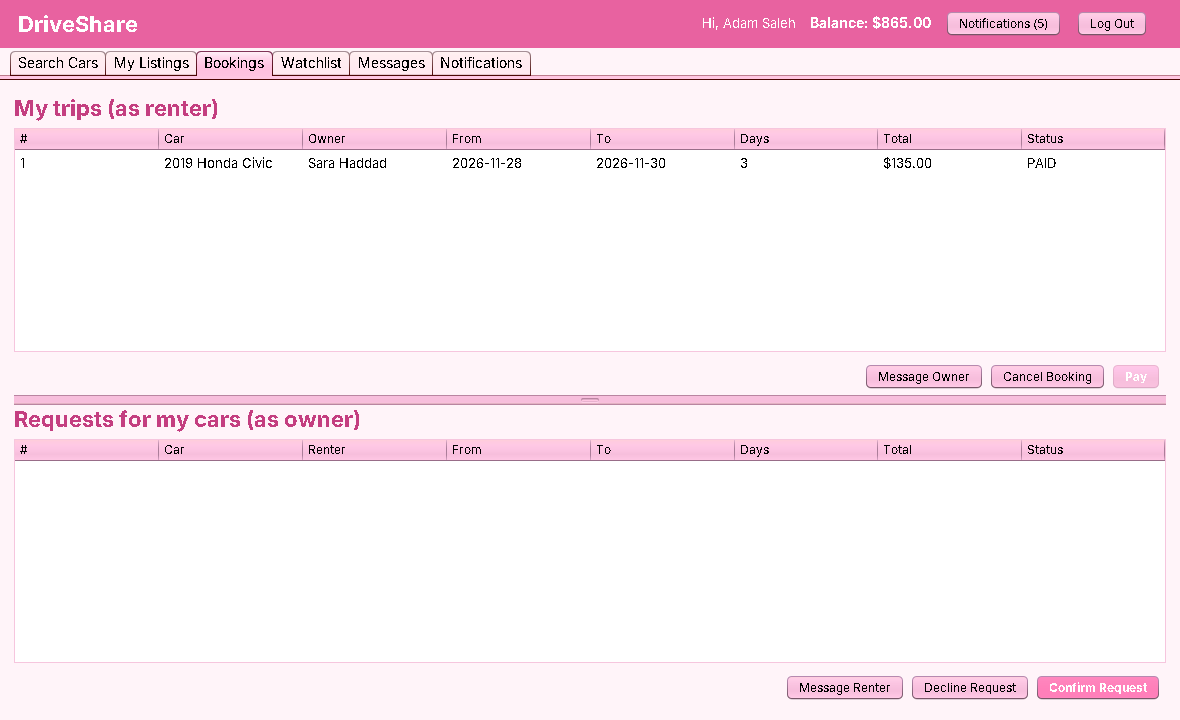 DriveShare
Hi, Adam Saleh Balance: $865.00 Notifications (5) Log Out
Search Cars My Listings Bookings Watchlist Messages Notifications
My trips (as renter)
# Car Owner From To Days Total Status
1 2019 Honda Civic Sara Haddad 2026-11-28 2026-11-30 3 $135.00 PAID
Message Owner Cancel Booking Pay
Requests for my cars (as owner)
# Car Renter From To Days Total Status
Message Renter Decline Request Confirm Request